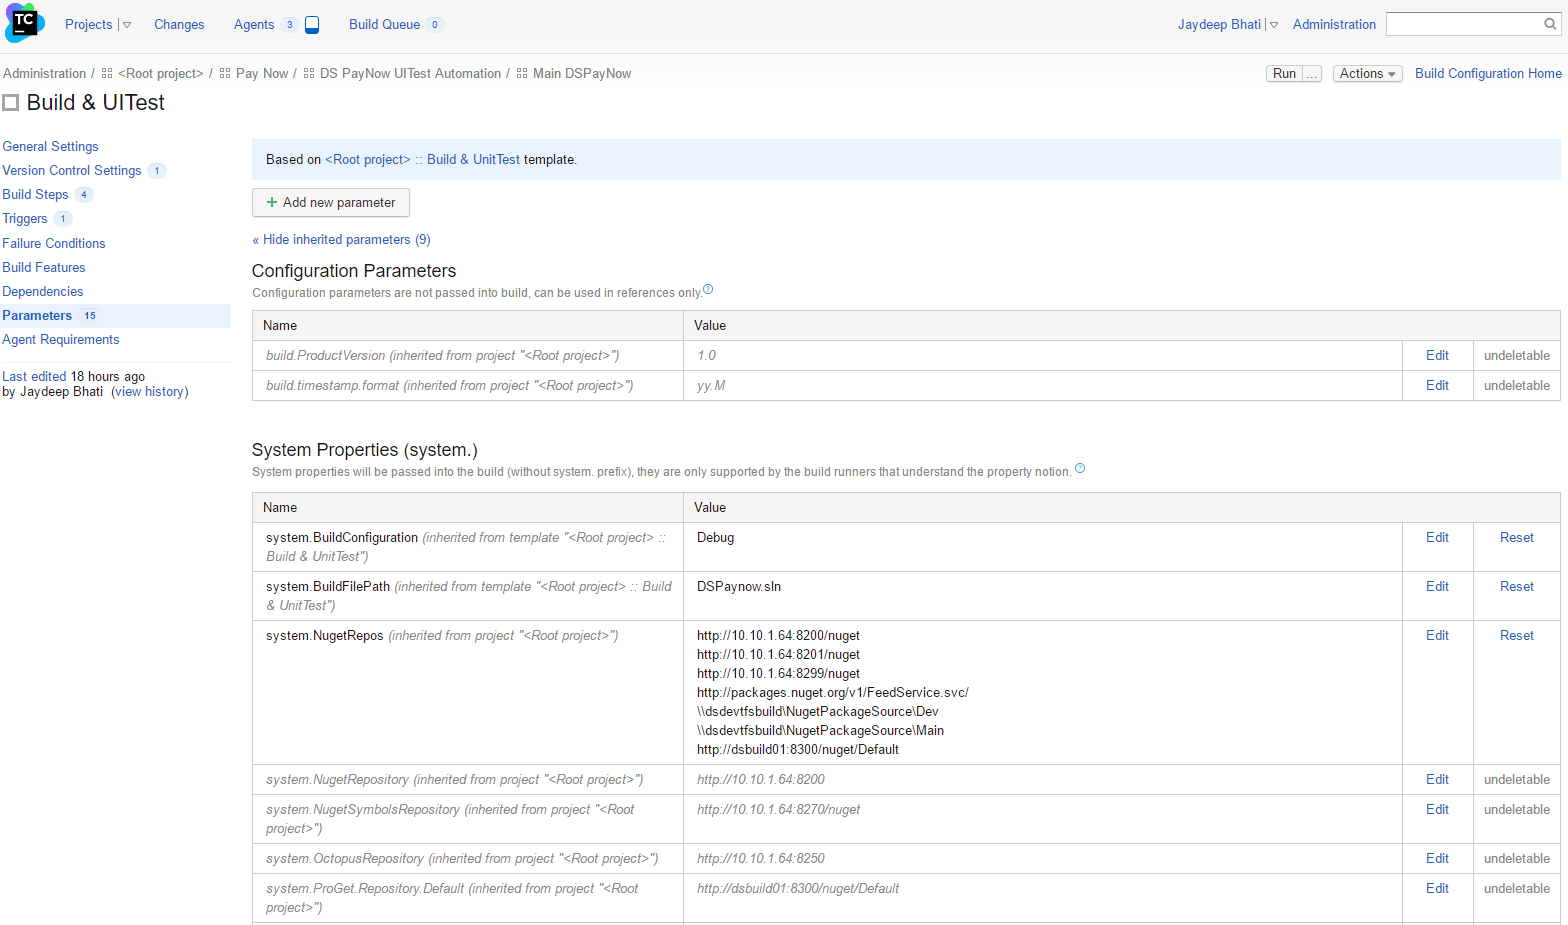 TC
Projects
Changes
Agents 3
Build Queue 0
Jaydeep Bhati
Administration
Administration / <Root project> / Pay Now / DS PayNow UITest Automation / Main DSPayNow
Run ...
Actions
Build Configuration Home
Build & UITest
General Settings
Version Control Settings 1
Build Steps 4
Triggers 1
Failure Conditions
Build Features
Dependencies
Parameters 15
Agent Requirements
Last edited 18 hours ago
by Jaydeep Bhati (view history)
Based on <Root project> :: Build & UnitTest template.
+ Add new parameter
« Hide inherited parameters (9)
Configuration Parameters
Configuration parameters are not passed into build, can be used in references only. ?
Name Value
build.ProductVersion (inherited from project "<Root project>") 1.0 Edit undeletable
build.timestamp.format (inherited from project "<Root project>") yy.M Edit undeletable
System Properties (system.)
System properties will be passed into the build (without system. prefix), they are only supported by the build runners that understand the property notion. ?
Name Value
system.BuildConfiguration (inherited from template "<Root project> :: Debug Edit Reset
Build & UnitTest")
system.BuildFilePath (inherited from template "<Root project> :: Build DSPaynow.sln Edit Reset
& UnitTest")
system.NugetRepos (inherited from project "<Root project>") http://10.10.1.64:8200/nuget Edit Reset
http://10.10.1.64:8201/nuget
http://10.10.1.64:8299/nuget
http://packages.nuget.org/v1/FeedService.svc/
\\dsdevtfsbuild\NugetPackageSource\Dev
\\dsdevtfsbuild\NugetPackageSource\Main
http://dsbuild01:8300/nuget/Default
system.NugetRepository (inherited from project "<Root project>") http://10.10.1.64:8200 Edit undeletable
system.NugetSymbolsRepository (inherited from project "<Root http://10.10.1.64:8270/nuget Edit undeletable
project>")
system.OctopusRepository (inherited from project "<Root project>") http://10.10.1.64:8250 Edit undeletable
system.ProGet.Repository.Default (inherited from project "<Root http://dsbuild01:8300/nuget/Default Edit undeletable
project>")